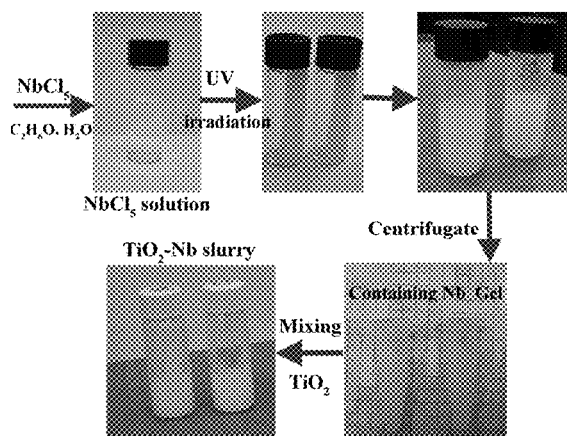 NbCl₅
C₂H₆O. H₂O
UV
irradiation
NbCl₅ solution
Centrifugate
TiO₂-Nb slurry
Containing Nb Gel
Mixing
TiO₂